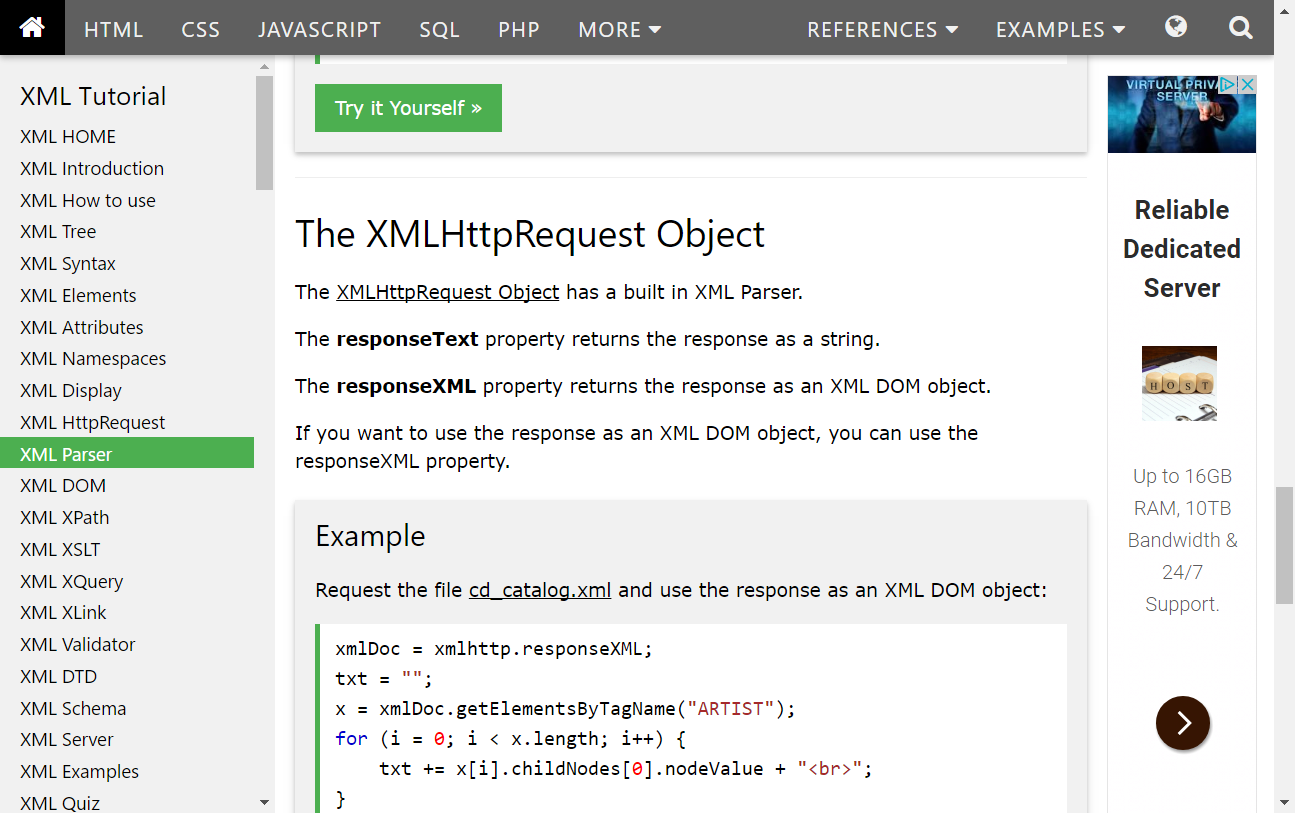 HTML CSS JAVASCRIPT SQL PHP MORE REFERENCES EXAMPLES
XML Tutorial
XML HOME
XML Introduction
XML How to use
XML Tree
XML Syntax
XML Elements
XML Attributes
XML Namespaces
XML Display
XML HttpRequest
XML Parser
XML DOM
XML XPath
XML XSLT
XML XQuery
XML XLink
XML Validator
XML DTD
XML Schema
XML Server
XML Examples
XML Quiz
Try it Yourself »
The XMLHttpRequest Object
The XMLHttpRequest Object has a built in XML Parser.
The responseText property returns the response as a string.
The responseXML property returns the response as an XML DOM object.
If you want to use the response as an XML DOM object, you can use the
responseXML property.
Example
Request the file cd_catalog.xml and use the response as an XML DOM object:
xmlDoc = xmlhttp.responseXML;
txt = "";
x = xmlDoc.getElementsByTagName("ARTIST");
for (i = 0; i < x.length; i++) {
    txt += x[i].childNodes[0].nodeValue + "<br>";
}
VIRTUAL PRIVA
SERVER
Reliable
Dedicated
Server
HOST
Up to 16GB
RAM, 10TB
Bandwidth &
24/7
Support.